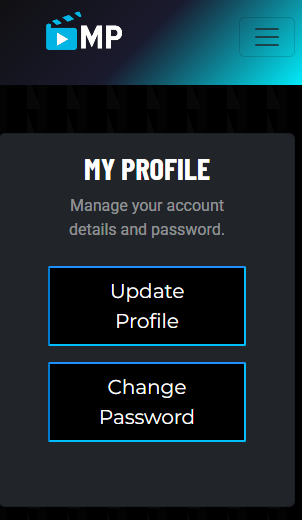 MP
MY PROFILE
Manage your account
details and password.
Update
Profile
Change
Password